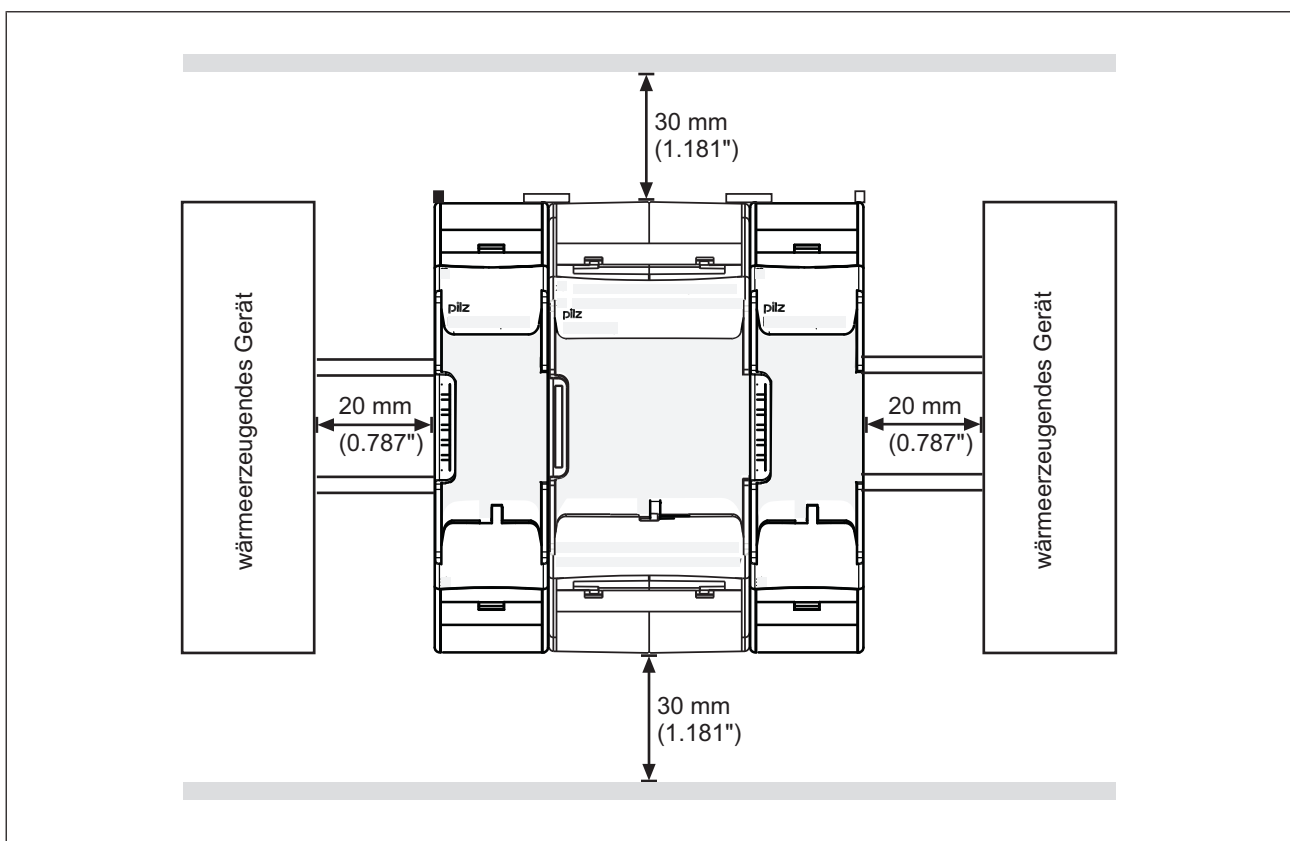 30 mm
(1.181")
wärmeerzeugendes Gerät
pilz
pilz
pilz
wärmeerzeugendes Gerät
20 mm
(0.787")
20 mm
(0.787")
30 mm
(1.181")